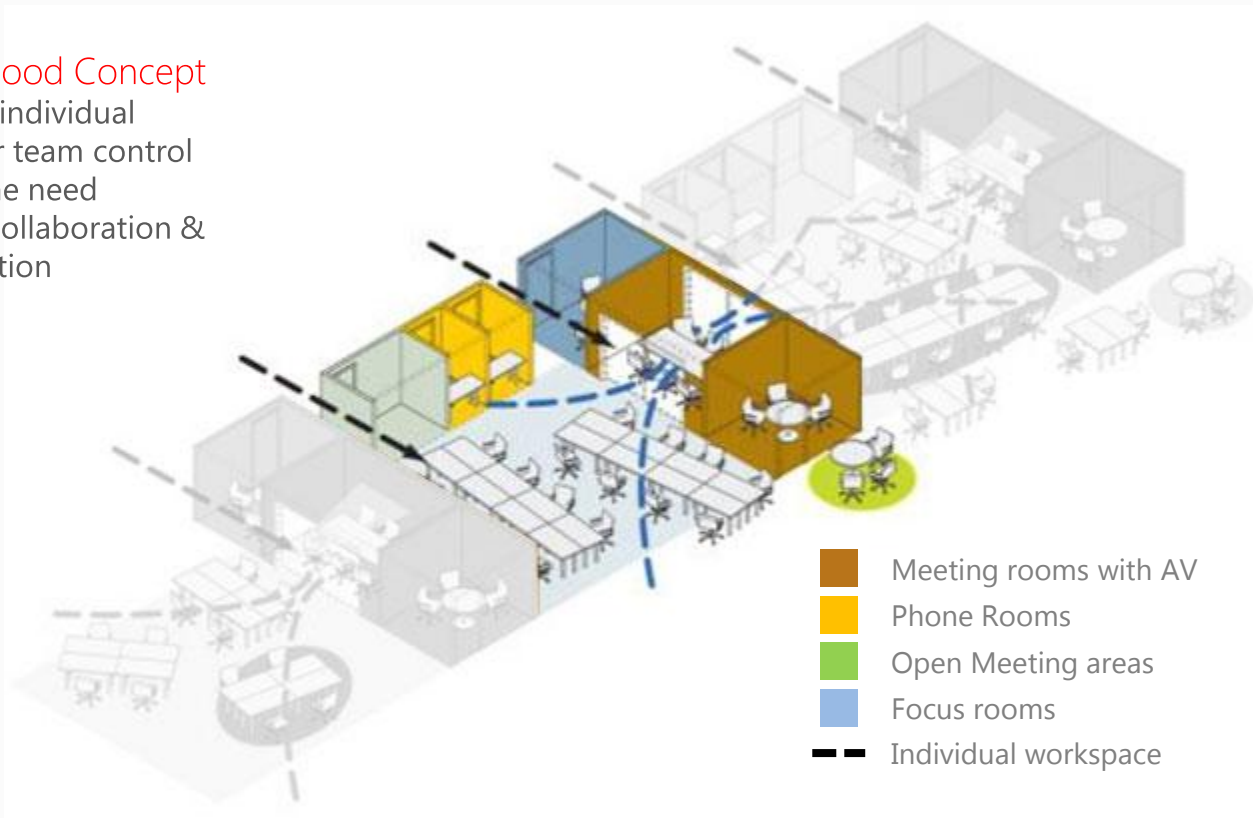 ood Concept
individual
r team control
ne need
ollaboration &
tion
Meeting rooms with AV
Phone Rooms
Open Meeting areas
Focus rooms
Individual workspace